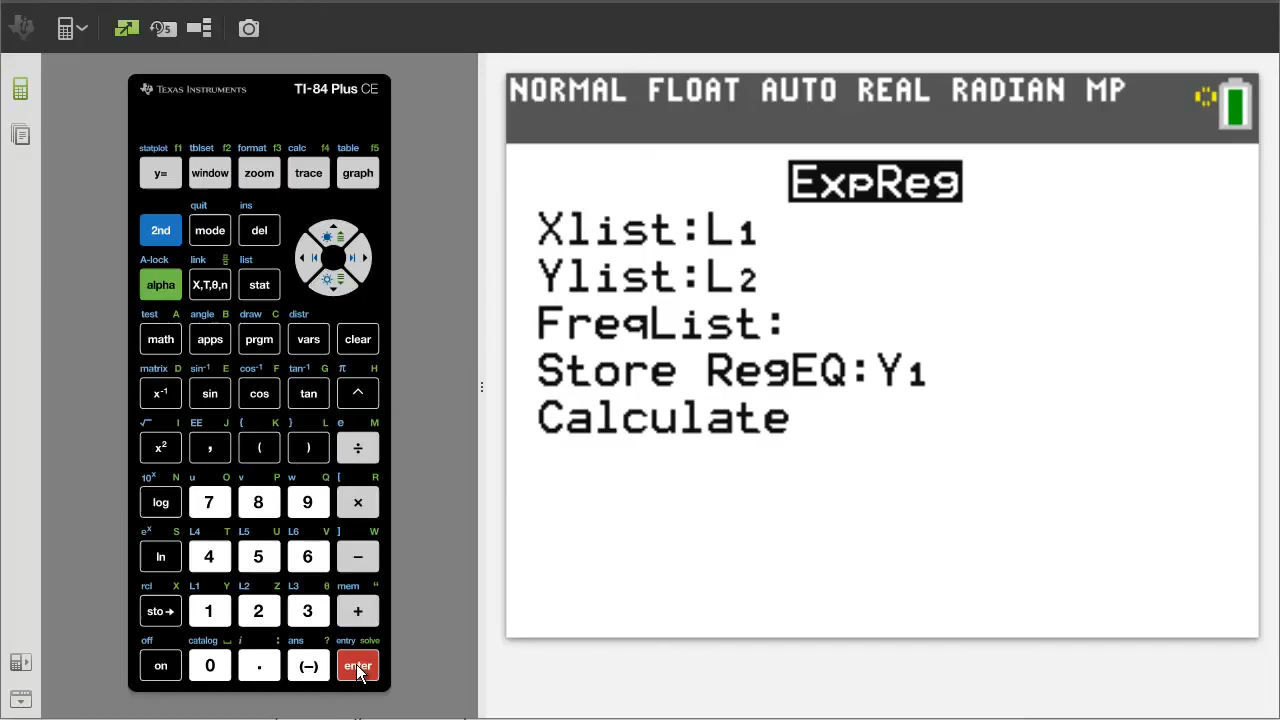 TEXAS INSTRUMENTS TI-84 Plus CE
statplot f1 tblset f2 format f3 calc f4 table f5
y= window zoom trace graph
quit ins
2nd mode del
A-lock link list
alpha X,T,θ,n stat
test A angle B draw C distr
math apps prgm vars clear
matrix D sin⁻¹ E cos⁻¹ F tan⁻¹ G π H
x⁻¹ sin cos tan ^
√ I EE J { K } L e M
x² , ( ) ÷
10ˣ N u O v P w Q [ R
log 7 8 9 ×
eˣ S L4 T L5 U L6 V ] W
ln 4 5 6 −
rcl X L1 Y L2 Z L3 θ mem "
sto→ 1 2 3 +
off catalog ⎵ i : ans ? entry solve
on 0 . (−) enter
NORMAL FLOAT AUTO REAL RADIAN MP
ExpReg
Xlist:L₁
Ylist:L₂
FreqList:
Store RegEQ:Y₁
Calculate